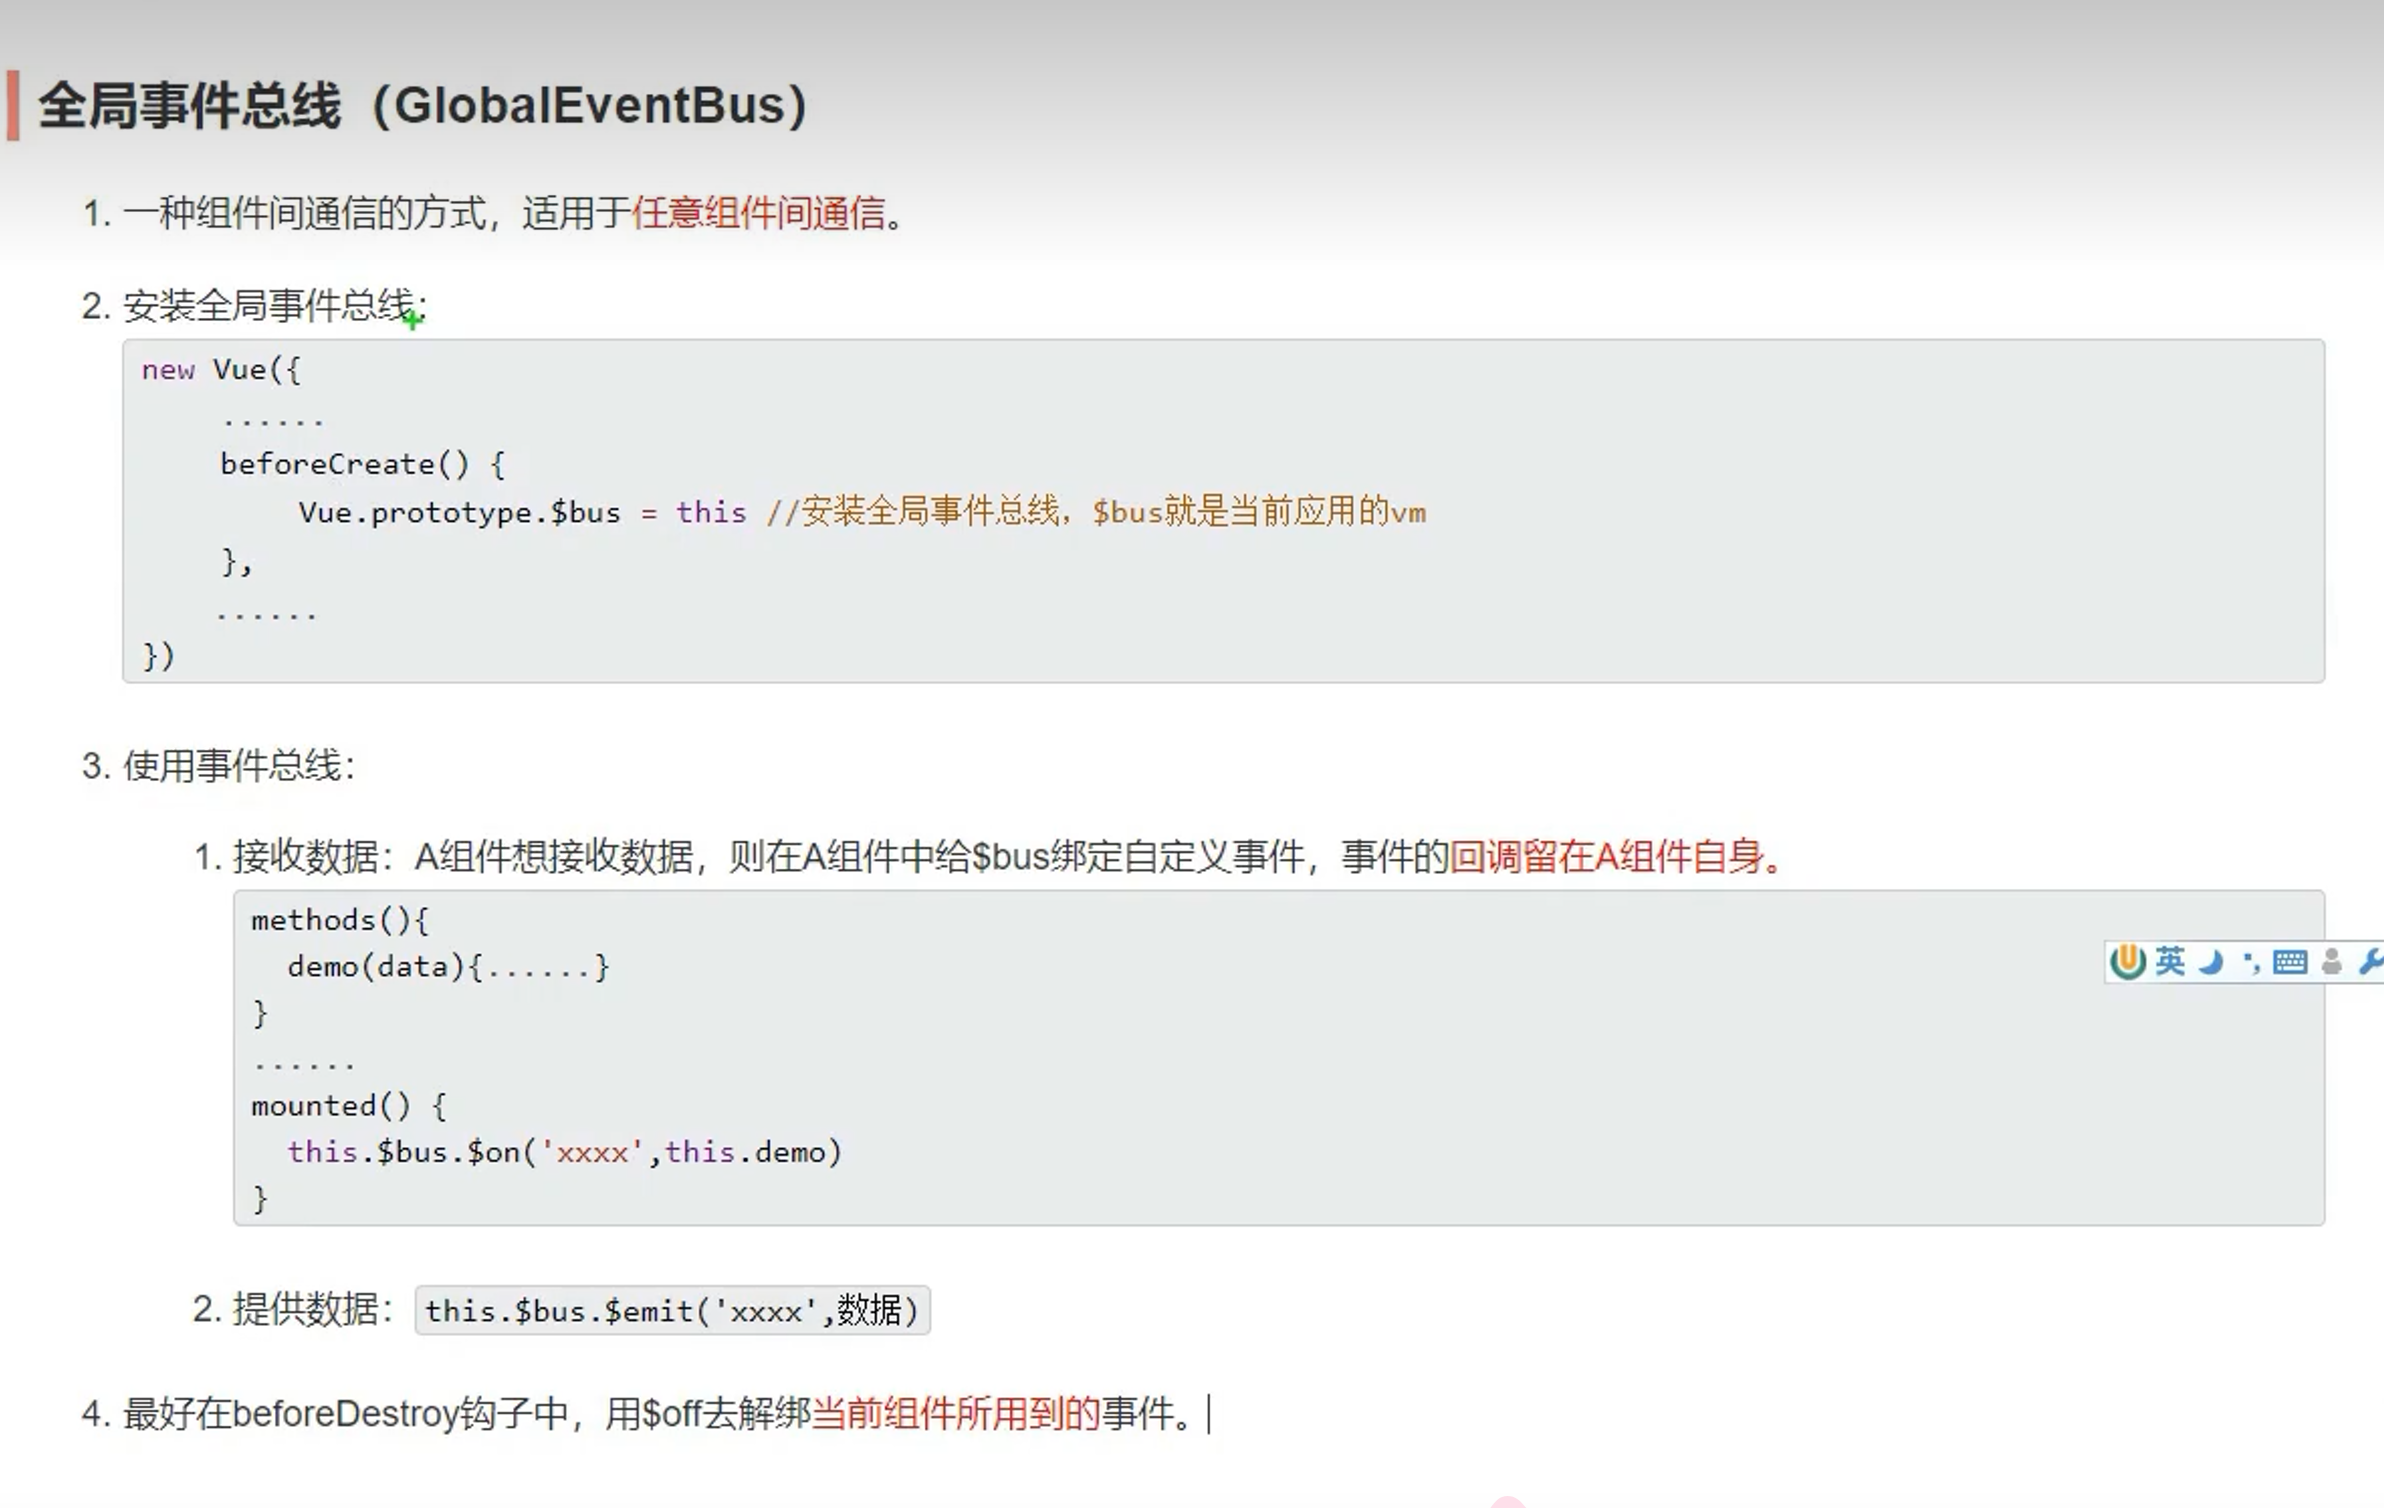 全局事件总线（GlobalEventBus）
1. 一种组件间通信的方式，适用于任意组件间通信。
2. 安装全局事件总线：
new Vue({
......
beforeCreate() {
Vue.prototype.$bus = this //安装全局事件总线，$bus就是当前应用的vm
},
......
})
3. 使用事件总线：
1. 接收数据：A组件想接收数据，则在A组件中给$bus绑定自定义事件，事件的回调留在A组件自身。
methods(){
demo(data){......}
}
......
mounted() {
this.$bus.$on('xxxx',this.demo)
}
英
2. 提供数据：this.$bus.$emit('xxxx',数据)
4. 最好在beforeDestroy钩子中，用$off去解绑当前组件所用到的事件。